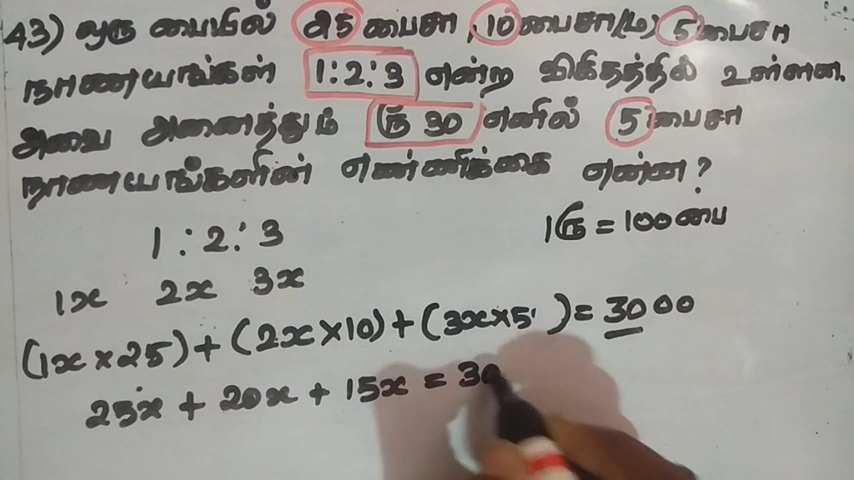 43) ஒரு பையில் 25 பைசா, 10 பைசா(ம) 5 பைசா
நாணயங்கள் 1:2:3 என்ற விகிதத்தில் உள்ளன.
அவை அனைத்தும் ரூ 30 எனில் 5 பைசா
நாணயங்களின் எண்ணிக்கை என்ன?
1:2:3
1ரூ = 100பை
1x 2x 3x
(1x×25) + (2x×10) + (3x×5) = 3000
25x + 20x + 15x = 30